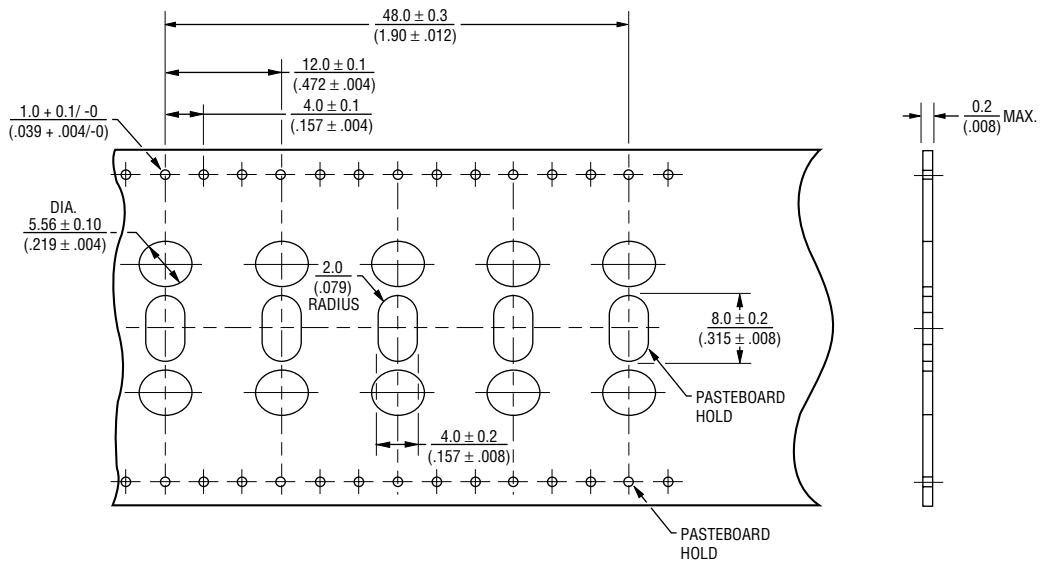 48.0 ± 0.3
(1.90 ± .012)
12.0 ± 0.1
(.472 ± .004)
4.0 ± 0.1
(.157 ± .004)
1.0 + 0.1/ -0
(.039 + .004/-0)
0.2
(.008)
MAX.
DIA.
5.56 ± 0.10
(.219 ± .004)
2.0
(.079)
RADIUS
8.0 ± 0.2
(.315 ± .008)
PASTEBOARD
HOLD
4.0 ± 0.2
(.157 ± .008)
PASTEBOARD
HOLD